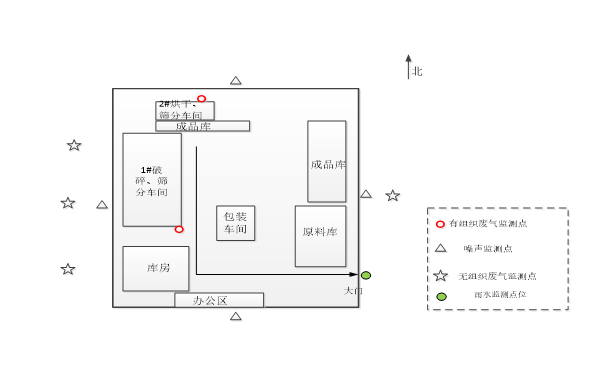 北
2#烘干、
筛分车间
成品库
1#破
碎、筛
分车间
成品库
包装
车间
原料库
库房
办公区
大门
有组织废气监测点
噪声监测点
无组织废气监测点
雨水监测点位